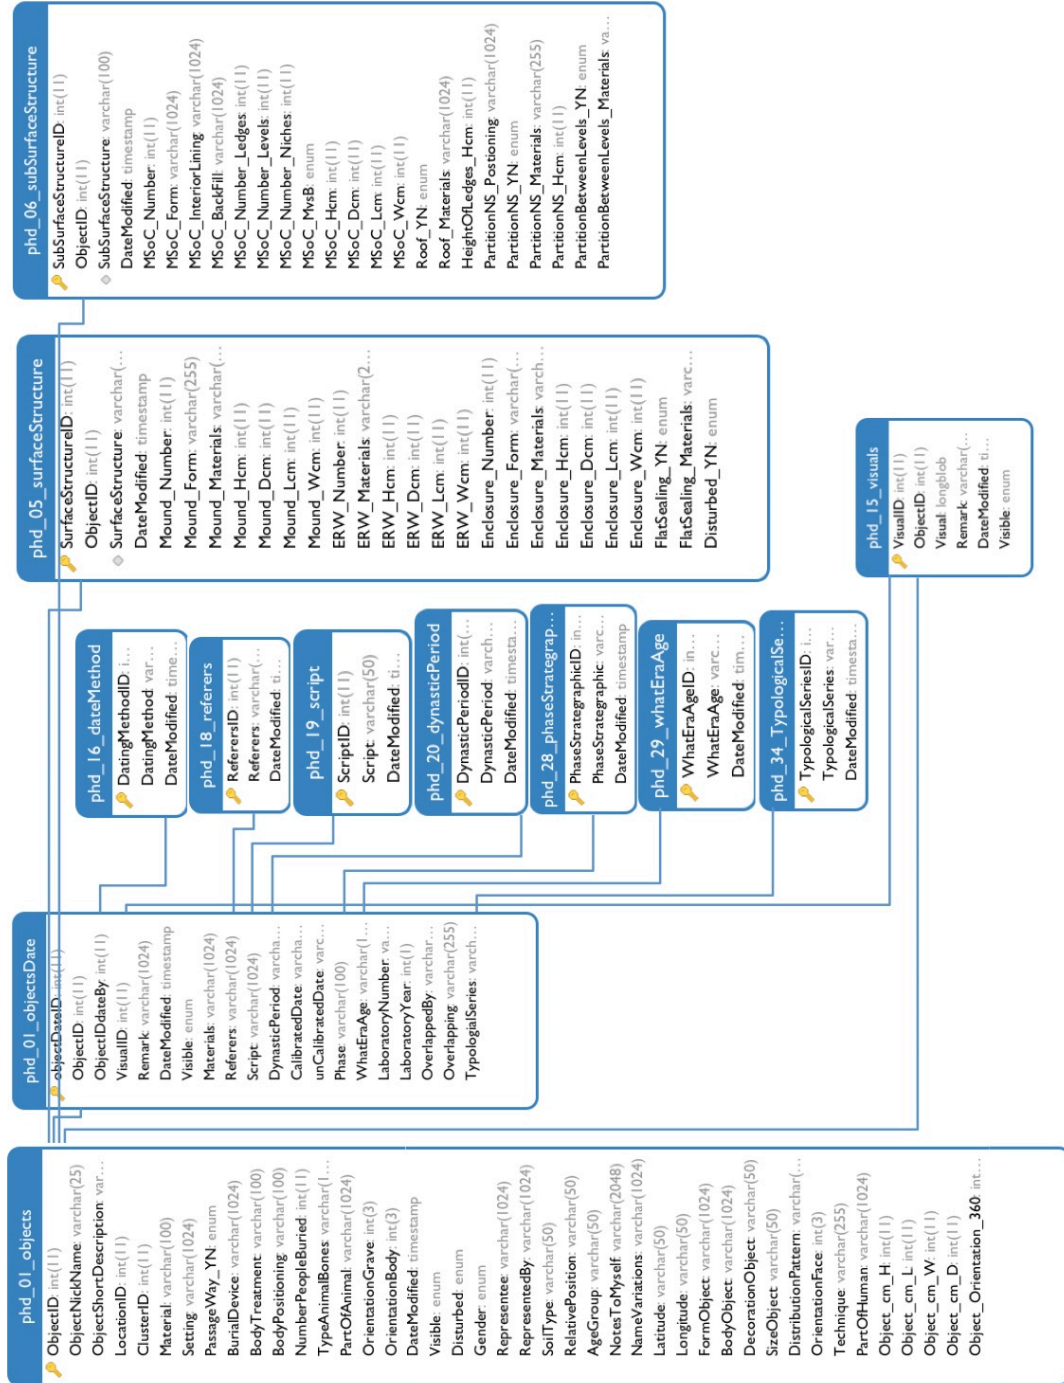 phd_01_objects
ObjectID: int(11)
ObjectNickName: varchar(25)
ObjectShortDescription: var…
LocationID: int(11)
ClusterID: int(11)
Material: varchar(100)
Setting: varchar(1024)
PassageWay_YN: enum
BurialDevice: varchar(1024)
BodyTreatment: varchar(100)
BodyPositioning: varchar(100)
NumberPeopleBuried: int(11)
TypeAnimalBones: varchar(1…
PartOfAnimal: varchar(1024)
OrientationGrave: int(3)
OrientationBody: int(3)
DateModified: timestamp
Visible: enum
Disturbed: enum
Gender: enum
Representee: varchar(1024)
RepresentedBy: varchar(1024)
SoilType: varchar(50)
RelativePosition: varchar(50)
AgeGroup: varchar(50)
NotesToMyself: varchar(2048)
NameVariations: varchar(1024)
Latitude: varchar(50)
Longitude: varchar(50)
FormObject: varchar(1024)
BodyObject: varchar(1024)
DecorationObject: varchar(50)
SizeObject: varchar(50)
DistributionPattern: varchar(…
OrientationFace: int(3)
Technique: varchar(255)
PartOfHuman: varchar(1024)
Object_cm_H: int(11)
Object_cm_L: int(11)
Object_cm_W: int(11)
Object_cm_D: int(11)
Object_Orientation_360: int…
phd_01_objectsDate
objectDateID: int(11)
ObjectID: int(11)
ObjectIDdateBy: int(11)
VisualID: int(11)
Remark: varchar(1024)
DateModified: timestamp
Visible: enum
Materials: varchar(1024)
Referers: varchar(1024)
Script: varchar(1024)
DynasticPeriod: varcha…
CalibratedDate: varcha…
unCalibratedDate: varc…
Phase: varchar(100)
WhatEraAge: varchar(1…
LaboratoryNumber: va…
LaboratoryYear: int(1)
OverlappedBy: varchar…
Overlapping: varchar(255)
TypologialSeries: varch…
phd_16_dateMethod
DatingMethodID: i…
DatingMethod: var…
DateModified: time…
phd_18_referers
ReferersID: int(11)
Referers: varchar(…
DateModified: ti…
phd_19_script
ScriptID: int(11)
Script: varchar(50)
DateModified: ti…
phd_20_dynasticPeriod
DynasticPeriodID: int(…
DynasticPeriod: varch…
DateModified: timesta…
phd_28_phaseStrategrap…
PhaseStrategraphicID: in…
PhaseStrategraphic: varc…
DateModified: timestamp
phd_29_whatEraAge
WhatEraAgeID: in…
WhatEraAge: varc…
DateModified: tim…
phd_34_TypologicalSe…
TypologicalSeriesID: i…
TypologicalSeries: var…
DateModified: timesta…
phd_05_surfaceStructure
SurfaceStructureID: int(11)
ObjectID: int(11)
SurfaceStructure: varchar(…
DateModified: timestamp
Mound_Number: int(11)
Mound_Form: varchar(255)
Mound_Materials: varchar(…
Mound_Hcm: int(11)
Mound_Dcm: int(11)
Mound_Lcm: int(11)
Mound_Wcm: int(11)
ERW_Number: int(11)
ERW_Materials: varchar(2…
ERW_Hcm: int(11)
ERW_Dcm: int(11)
ERW_Lcm: int(11)
ERW_Wcm: int(11)
Enclosure_Number: int(11)
Enclosure_Form: varchar(…
Enclosure_Materials: varch…
Enclosure_Hcm: int(11)
Enclosure_Dcm: int(11)
Enclosure_Lcm: int(11)
Enclosure_Wcm: int(11)
FlatSealing_YN: enum
FlatSealing_Materials: varc…
Disturbed_YN: enum
phd_15_visuals
VisualID: int(11)
ObjectID: int(11)
Visual: longblob
Remark: varchar(…
DateModified: ti…
Visible: enum
phd_06_subSurfaceStructure
SubSurfaceStructureID: int(11)
ObjectID: int(11)
SubSurfaceStructure: varchar(100)
DateModified: timestamp
MSoC_Number: int(11)
MSoC_Form: varchar(1024)
MSoC_InteriorLining: varchar(1024)
MSoC_BackFill: varchar(1024)
MSoC_Number_Ledges: int(11)
MSoC_Number_Levels: int(11)
MSoC_Number_Niches: int(11)
MSoC_MvsB: enum
MSoC_Hcm: int(11)
MSoC_Dcm: int(11)
MSoC_Lcm: int(11)
MSoC_Wcm: int(11)
Roof_YN: enum
Roof_Materials: varchar(1024)
HeightOfLedges_Hcm: int(11)
PartitionNS_Postioning: varchar(1024)
PartitionNS_YN: enum
PartitionNS_Materials: varchar(255)
PartitionNS_Hcm: int(11)
PartitionBetweenLevels_YN: enum
PartitionBetweenLevels_Materials: va…